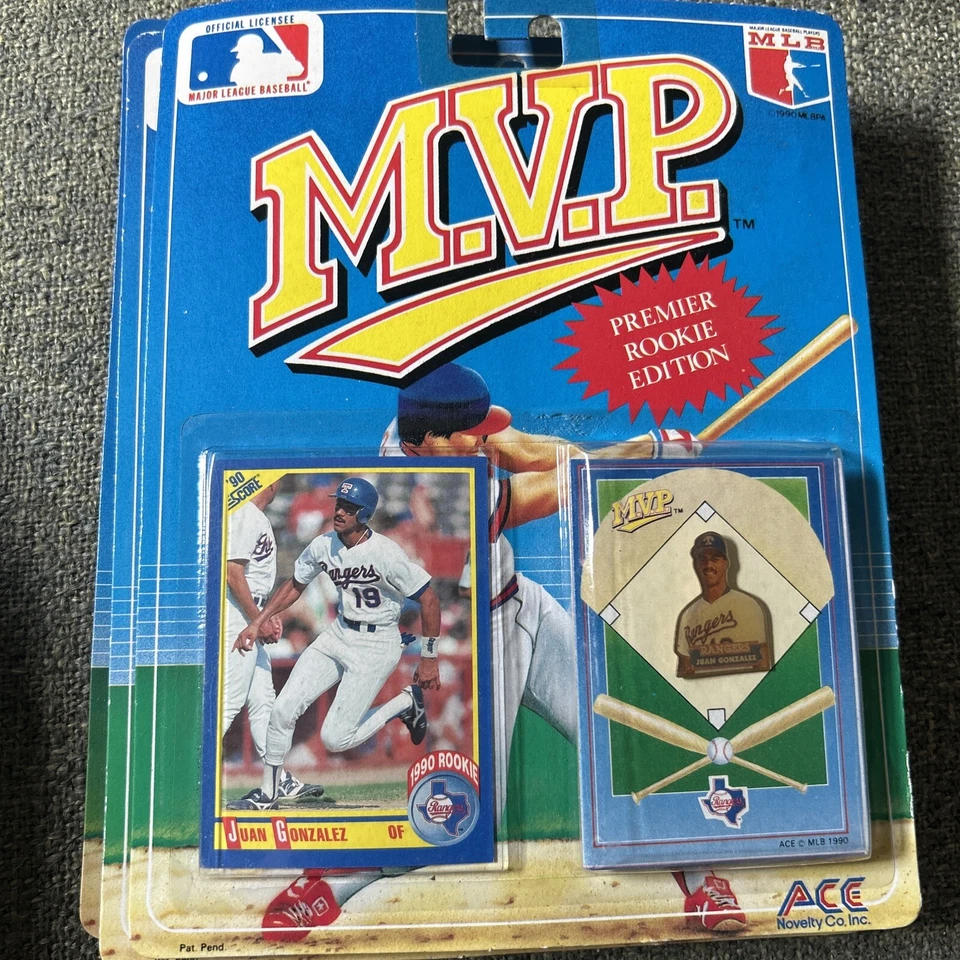 OFFICIAL LICENSEE
MAJOR LEAGUE BASEBALL®
MAJOR LEAGUE BASEBALL PLAYERS
MLB
©1990 MLBPA
M.V.P.™
PREMIER
ROOKIE
EDITION
'90
SCORE®
Rangers
19
1990 ROOKIE
Rangers
JUAN GONZALEZ OF
M.V.P.™
Rangers
RANGERS
JUAN GONZALEZ
Rangers
ACE © MLB 1990
ACE
Novelty Co., Inc.
Pat. Pend.